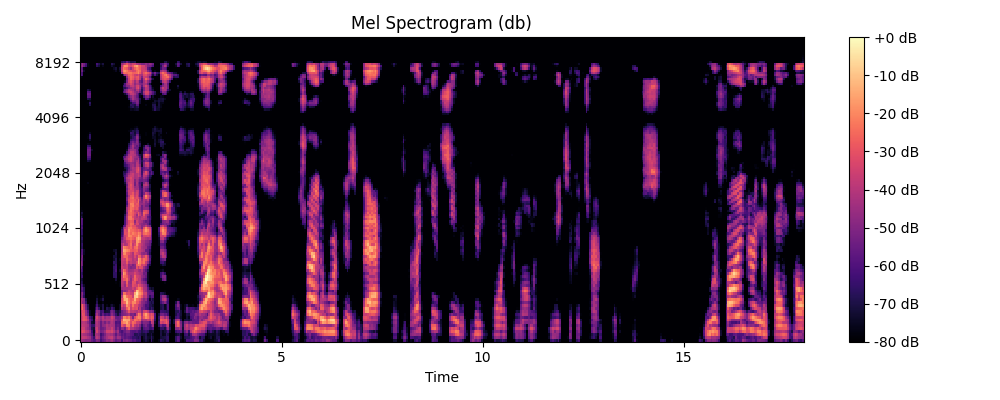 Mel Spectrogram (db)
Hz
8192
4096
2048
1024
512
0
0 5 10 15
Time
+0 dB
-10 dB
-20 dB
-30 dB
-40 dB
-50 dB
-60 dB
-70 dB
-80 dB